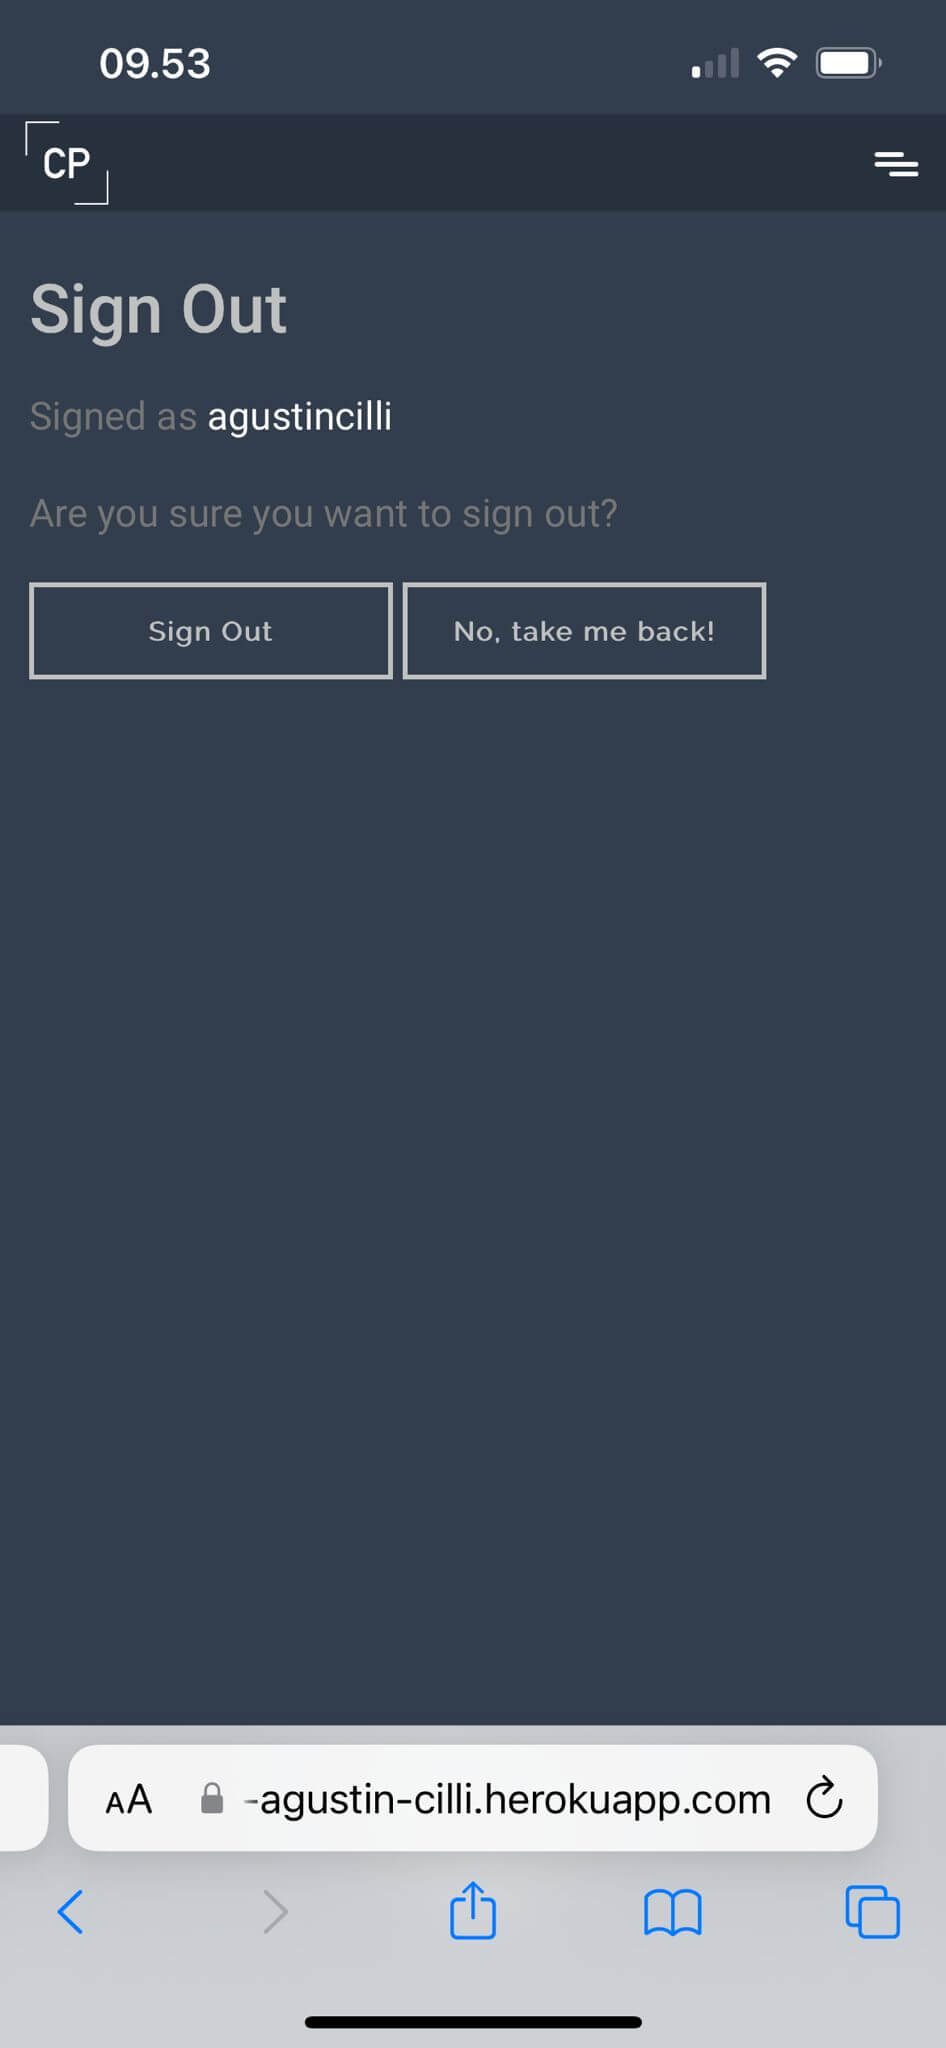 09.53
CP
Sign Out
Signed as agustincilli
Are you sure you want to sign out?
Sign Out
No, take me back!
AA -agustin-cilli.herokuapp.com